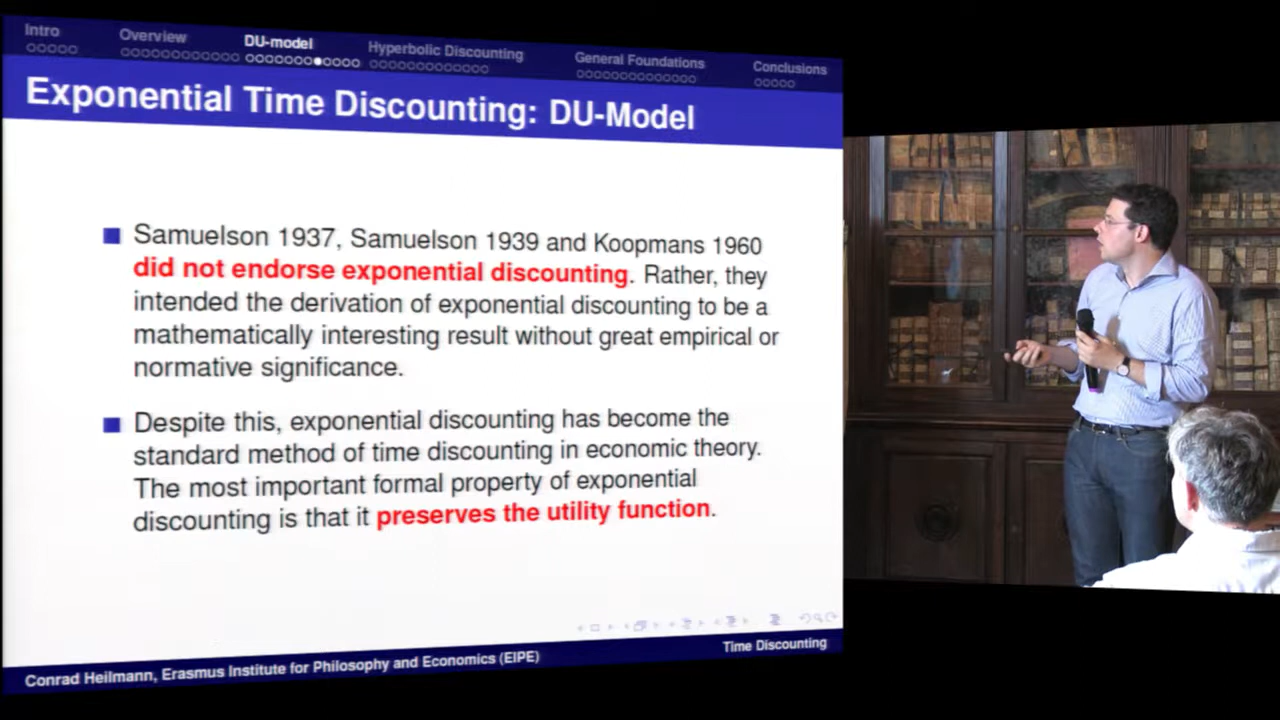 Intro
Overview
DU-model
Hyperbolic Discounting
General Foundations
Conclusions
Exponential Time Discounting: DU-Model
Samuelson 1937, Samuelson 1939 and Koopmans 1960
did not endorse exponential discounting. Rather, they
intended the derivation of exponential discounting to be a
mathematically interesting result without great empirical or
normative significance.
Despite this, exponential discounting has become the
standard method of time discounting in economic theory.
The most important formal property of exponential
discounting is that it preserves the utility function.
Conrad Heilmann, Erasmus Institute for Philosophy and Economics (EIPE)
Time Discounting